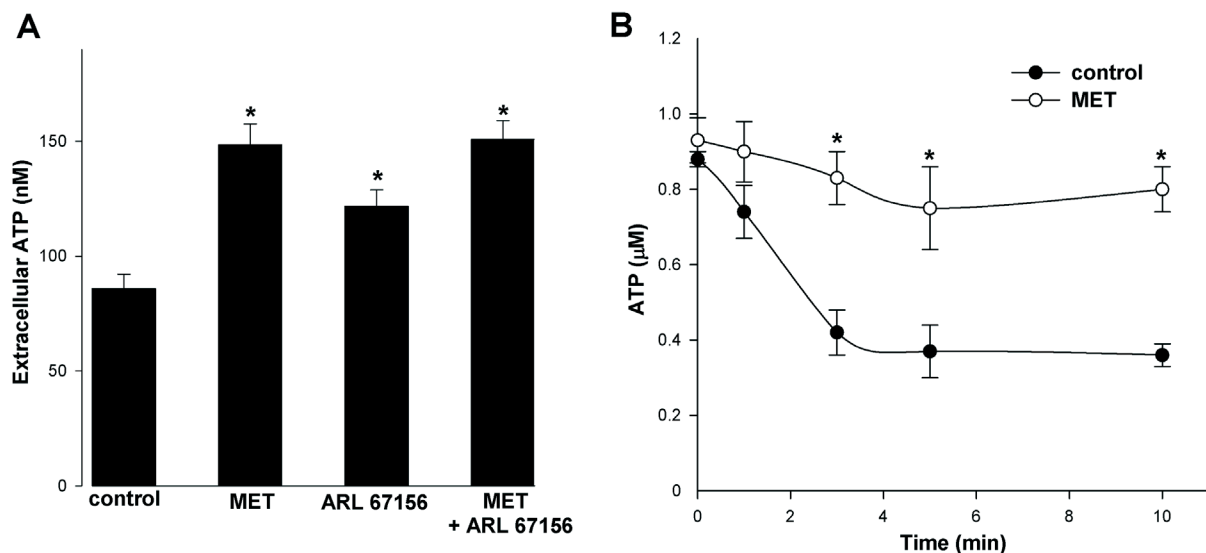 A
Extracellular ATP (nM)
150
100
50
0
*
*
*
control
MET
ARL 67156
MET
+ ARL 67156
B
ATP (μM)
1.2
1.0
0.8
0.6
0.4
0.2
0
control
MET
*
*
*
0
2
4
6
8
10
Time (min)